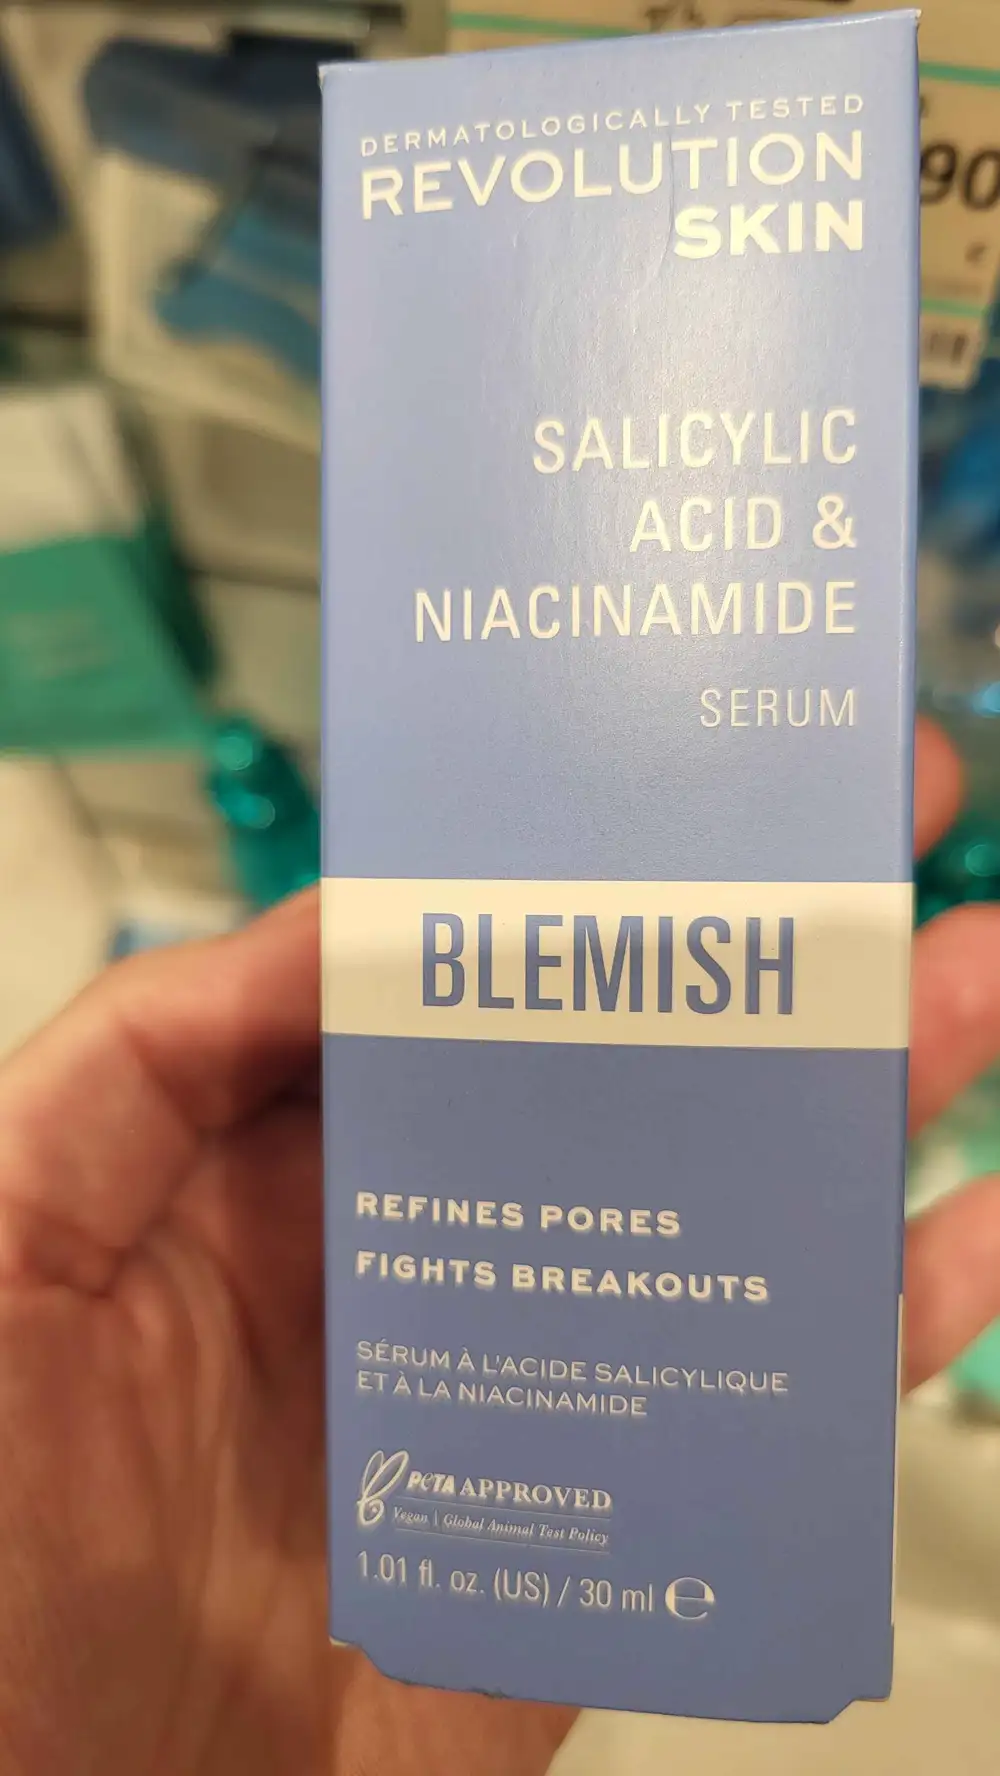 DERMATOLOGICALLY TESTED
REVOLUTION
SKIN
SALICYLIC
ACID &
NIACINAMIDE
SERUM
BLEMISH
REFINES PORES
FIGHTS BREAKOUTS
SÉRUM À L'ACIDE SALICYLIQUE
ET À LA NIACINAMIDE
PeTA APPROVED
Vegan | Global Animal Test Policy
1.01 fl. oz. (US) / 30 ml ℮
90